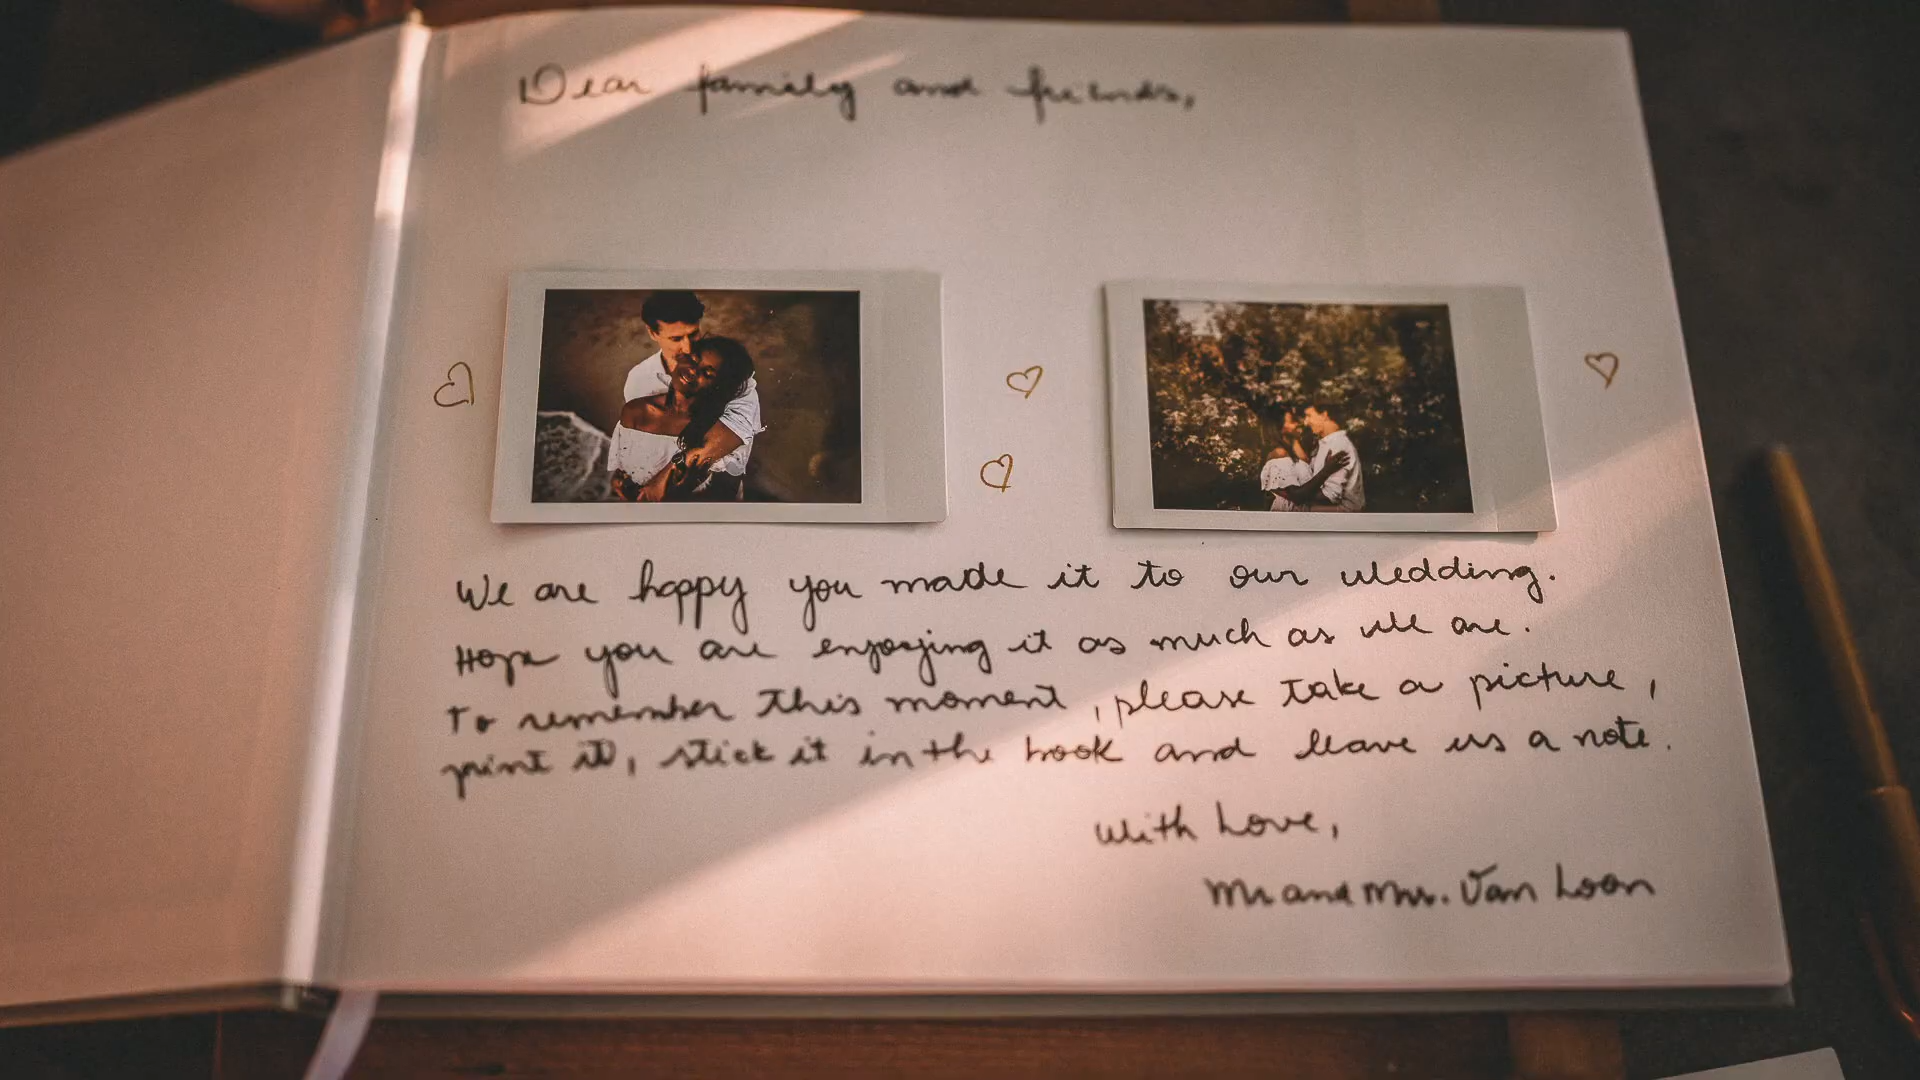 Dear family and friends,
We are happy you made it to our wedding.
Hope you are enjoying it as much as we are.
To remember this moment, please take a picture,
print it, stick it in the book and leave us a note.
With Love,
Mr and Mrs. Van Loon